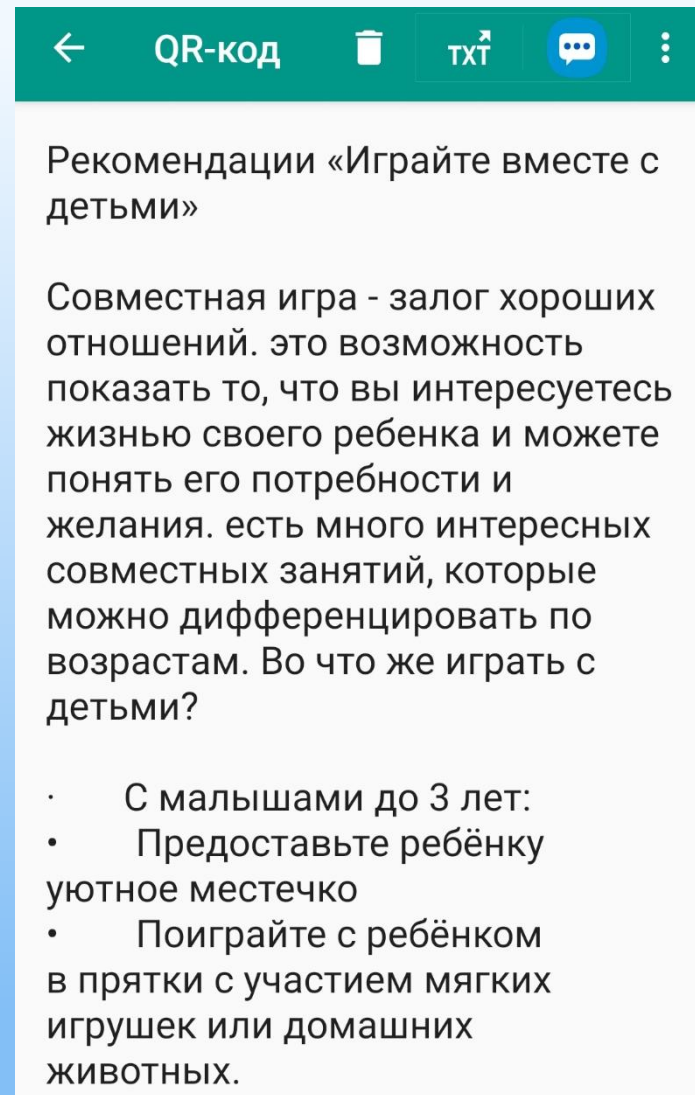 QR-код TXT
Рекомендации «Играйте вместе с
детьми»
Совместная игра - залог хороших
отношений. это возможность
показать то, что вы интересуетесь
жизнью своего ребенка и можете
понять его потребности и
желания. есть много интересных
совместных занятий, которые
можно дифференцировать по
возрастам. Во что же играть с
детьми?
· С малышами до 3 лет:
• Предоставьте ребёнку
уютное местечко
• Поиграйте с ребёнком
в прятки с участием мягких
игрушек или домашних
животных.